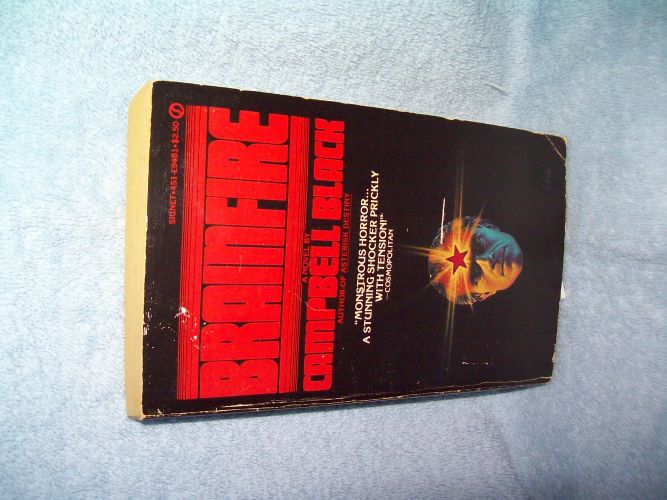 SIGNET•451-E9481•$2.50
BRAINFIRE
A NOVEL BY
CAMPBELL BLACK
AUTHOR OF ASTERISK DESTINY
"MONSTROUS HORROR...
A STUNNING SHOCKER PRICKLY
WITH TENSION!"
–COSMOPOLITAN